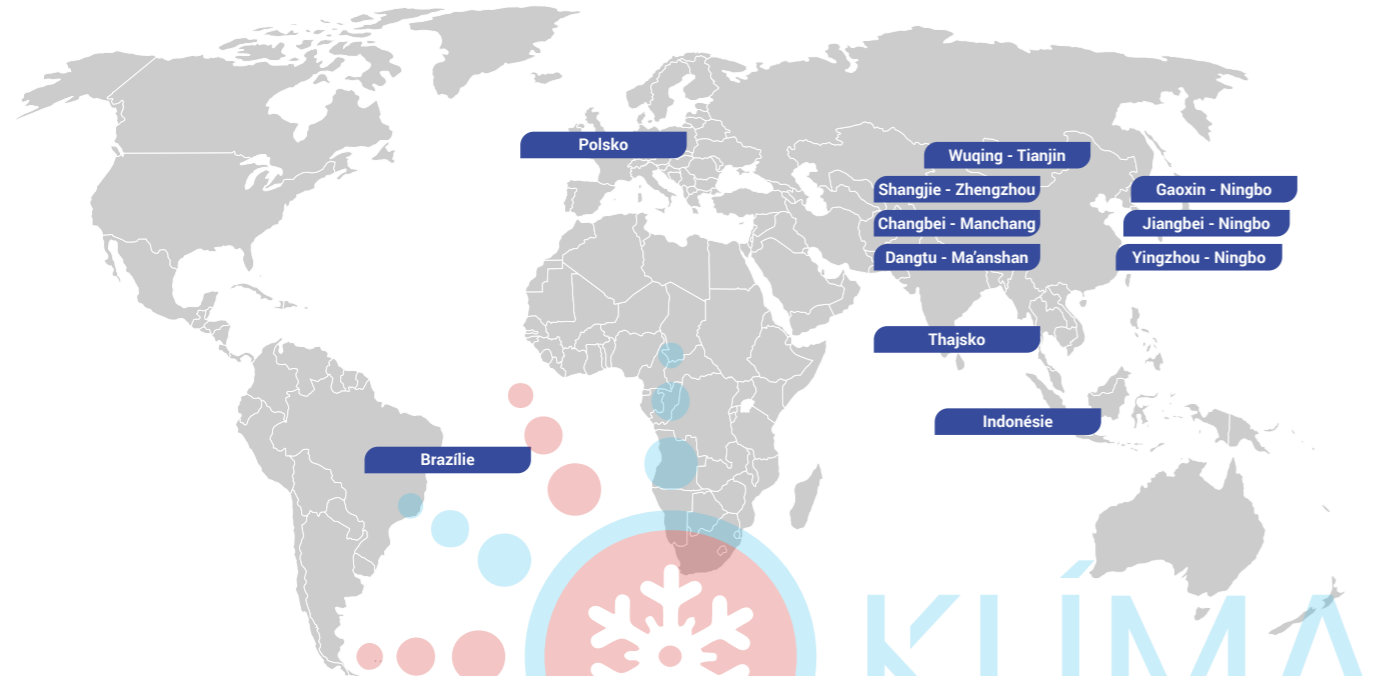 Polsko
Wuqing - Tianjin
Shangjie - Zhengzhou
Gaoxin - Ningbo
Changbei - Manchang
Jiangbei - Ningbo
Dangtu - Ma'anshan
Yingzhou - Ningbo
Thajsko
Indonésie
Brazílie
KLÍMA